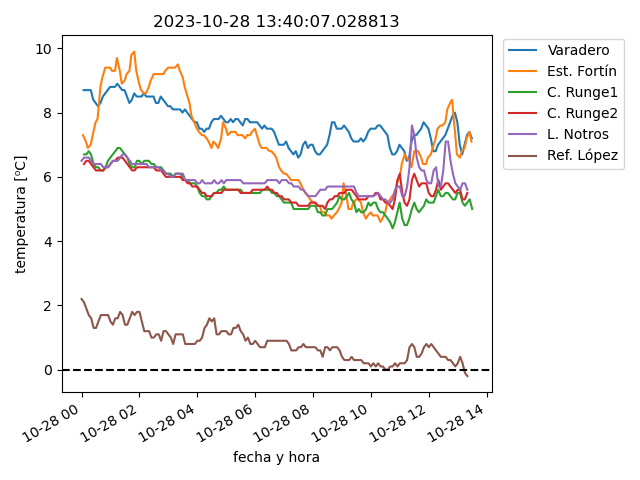 2023-10-28 13:40:07.028813
temperatura [ºC]
10
8
6
4
2
0
10-28 00
10-28 02
10-28 04
10-28 06
10-28 08
10-28 10
10-28 12
10-28 14
fecha y hora
Varadero
Est. Fortín
C. Runge1
C. Runge2
L. Notros
Ref. López